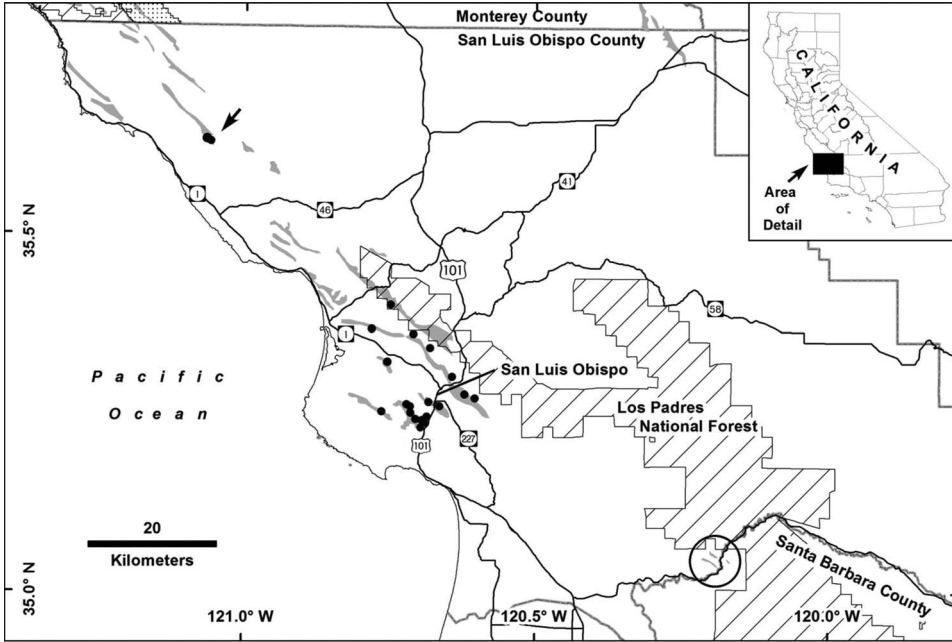 Monterey County
San Luis Obispo County
CALIFORNIA
Area
of
Detail
1
46
41
35.5° N
101
58
1
San Luis Obispo
Pacific
Ocean
Los Padres
National Forest
101
227
20
Kilometers
Santa Barbara County
35.0° N
121.0° W
120.5° W
120.0° W